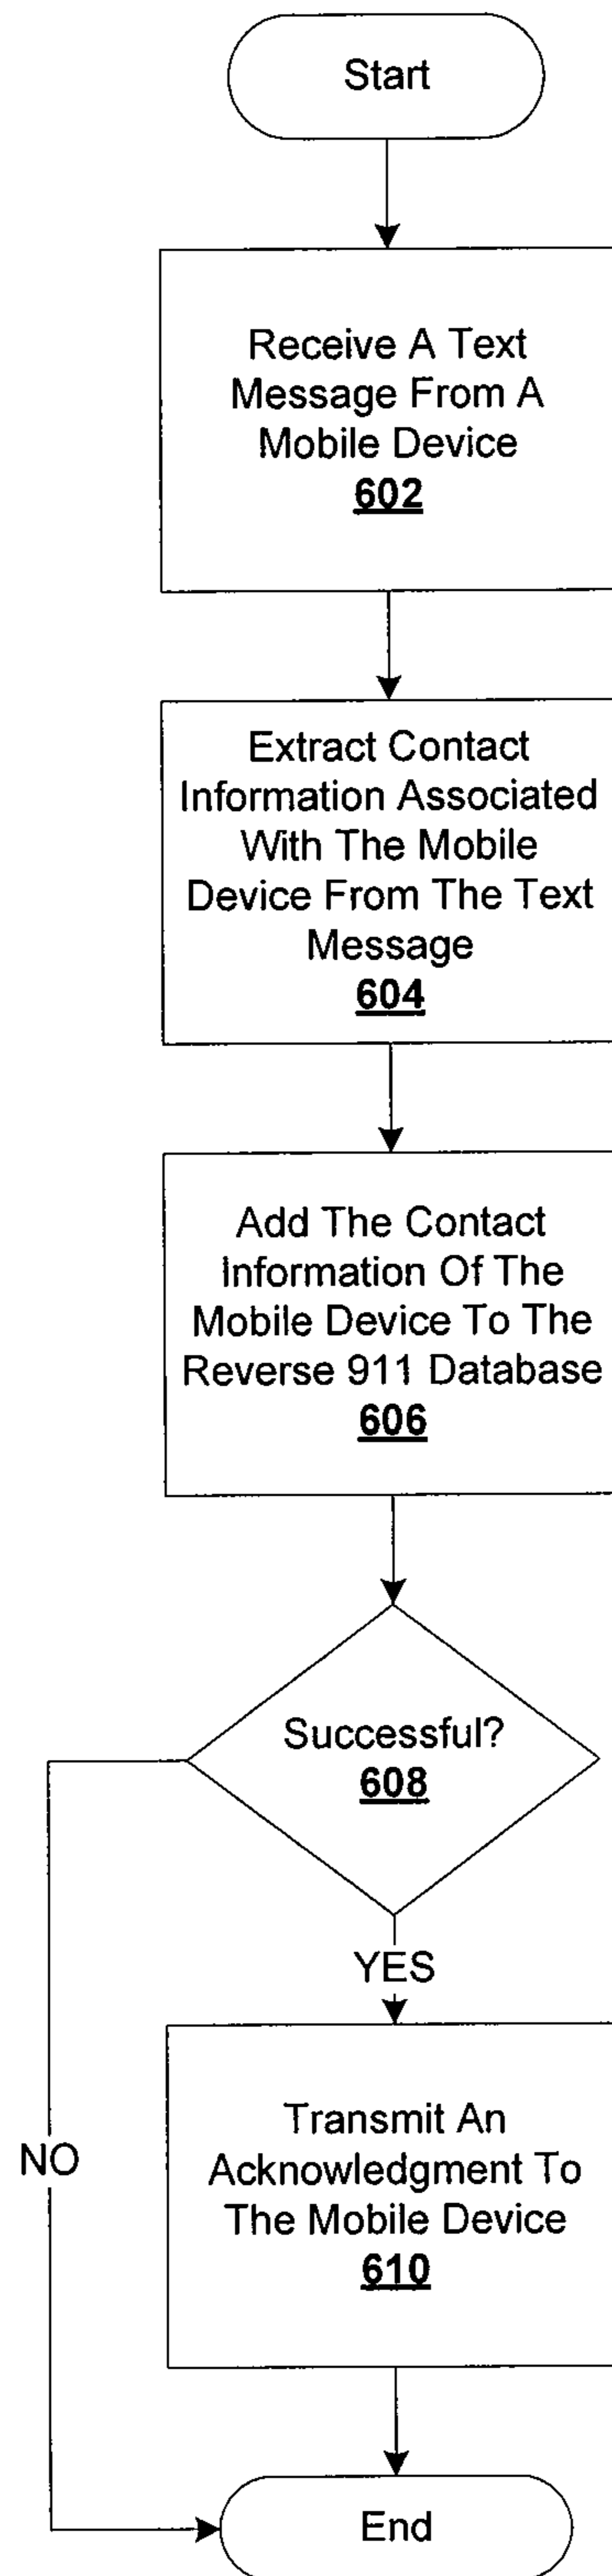 Start
Receive A Text
Message From A
Mobile Device
602
Extract Contact
Information Associated
With The Mobile
Device From The Text
Message
604
Add The Contact
Information Of The
Mobile Device To The
Reverse 911 Database
606
Successful?
608
YES
NO
Transmit An
Acknowledgment To
The Mobile Device
610
End